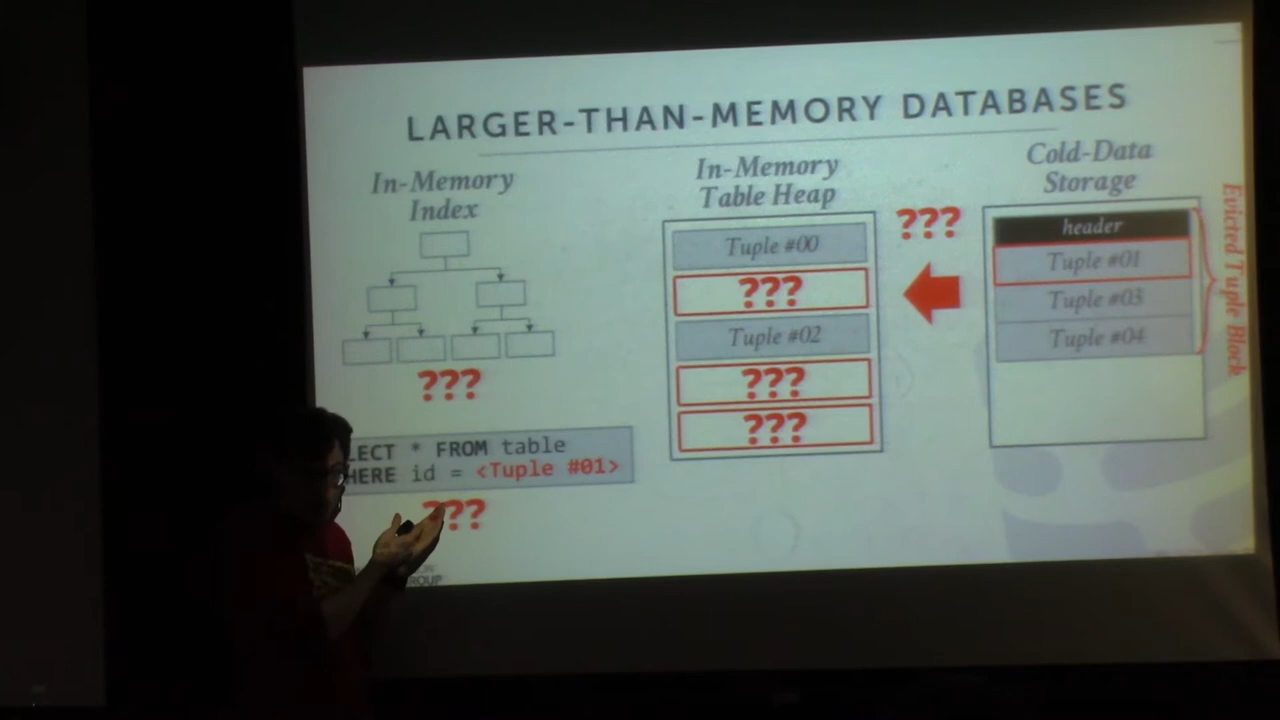 LARGER-THAN-MEMORY DATABASES
In-Memory
Index
???
LECT * FROM table
HERE id = <Tuple #01>
???
In-Memory
Table Heap
Tuple #00
???
Tuple #02
???
???
???
Cold-Data
Storage
header
Tuple #01
Tuple #03
Tuple #04
Evicted Tuple Block
GROUP